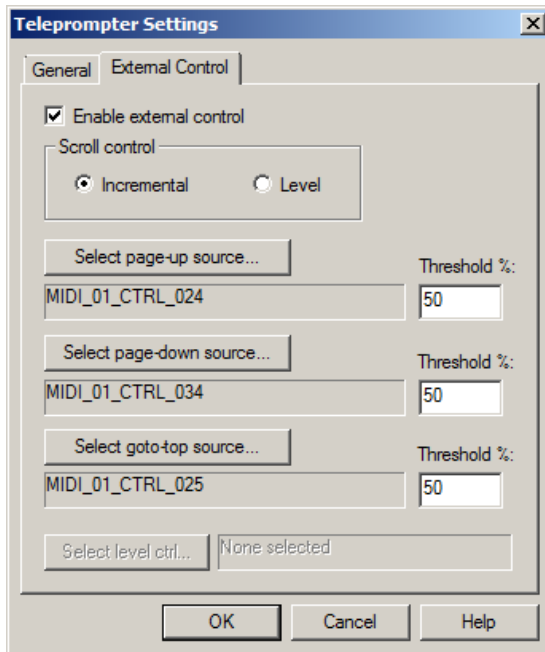 Teleprompter Settings
General External Control
Enable external control
Scroll control
Incremental Level
Select page-up source... Threshold %:
MIDI_01_CTRL_024 50
Select page-down source... Threshold %:
MIDI_01_CTRL_034 50
Select goto-top source... Threshold %:
MIDI_01_CTRL_025 50
Select level ctrl... None selected
OK Cancel Help